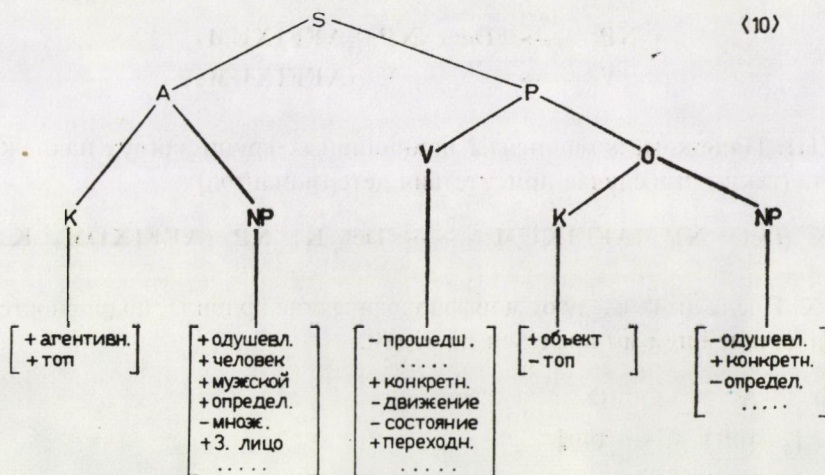 S
⟨10⟩
A P
V O
K NP K NP
[+агентивн. +топ]
[+одушевл. +человек +мужской +определ. -множ. +3. лицо .....]
[-прошедш. ..... +конкретн. -движение -состояние +переходн. ....]
[+объект -топ]
[-одушевл. +конкретн. -определ. .....]